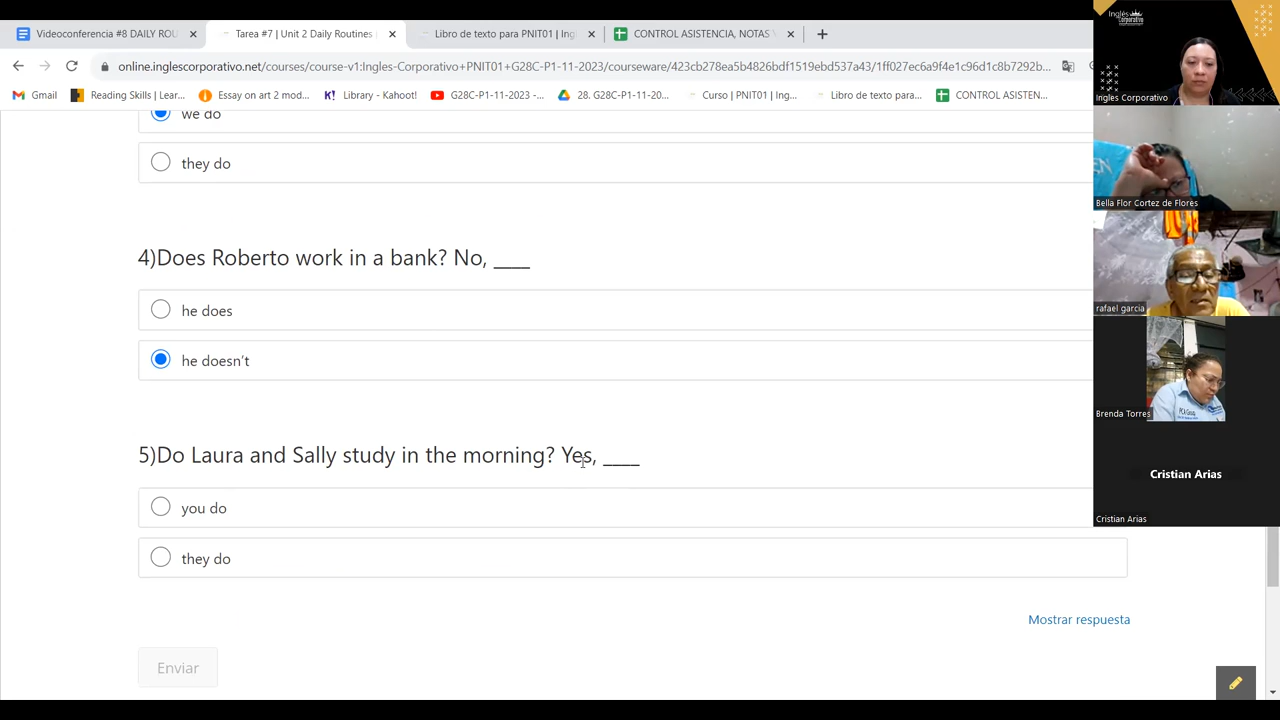 Videoconferencia #8 DAILY ROU
Tarea #7 | Unit 2 Daily Routines
Libro de texto para PNIT01 | Ing
CONTROL ASISTENCIA, NOTAS
online.inglescorporativo.net/courses/course-v1:Ingles-Corporativo+PNIT01+G28C-P1-11-2023/courseware/423cb278ea5b4896bdf1519ebd537a43/1ff027ec6a9f4e1c96d1c8b7292b...
Gmail
Reading Skills | Lear...
Essay on art 2 mod...
Library - Kahoot!
G28C-P1-11-2023 -...
28. G28C-P1-11-20...
Curso | PNIT01 | Ing...
Libro de texto para...
CONTROL ASISTEN...
we do
they do
4)Does Roberto work in a bank? No, ____
he does
he doesn't
5)Do Laura and Sally study in the morning? Yes, ____
you do
they do
Mostrar respuesta
Enviar
Inglés
Corporativo
Ingles Corporativo
Bella Flor Cortez de Flores
rafael garcia
Brenda Torres
Cristian Arias
Cristian Arias